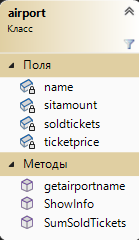 airport
Класс
Поля
name
sitamount
soldtickets
ticketprice
Методы
getairportname
ShowInfo
SumSoldTickets